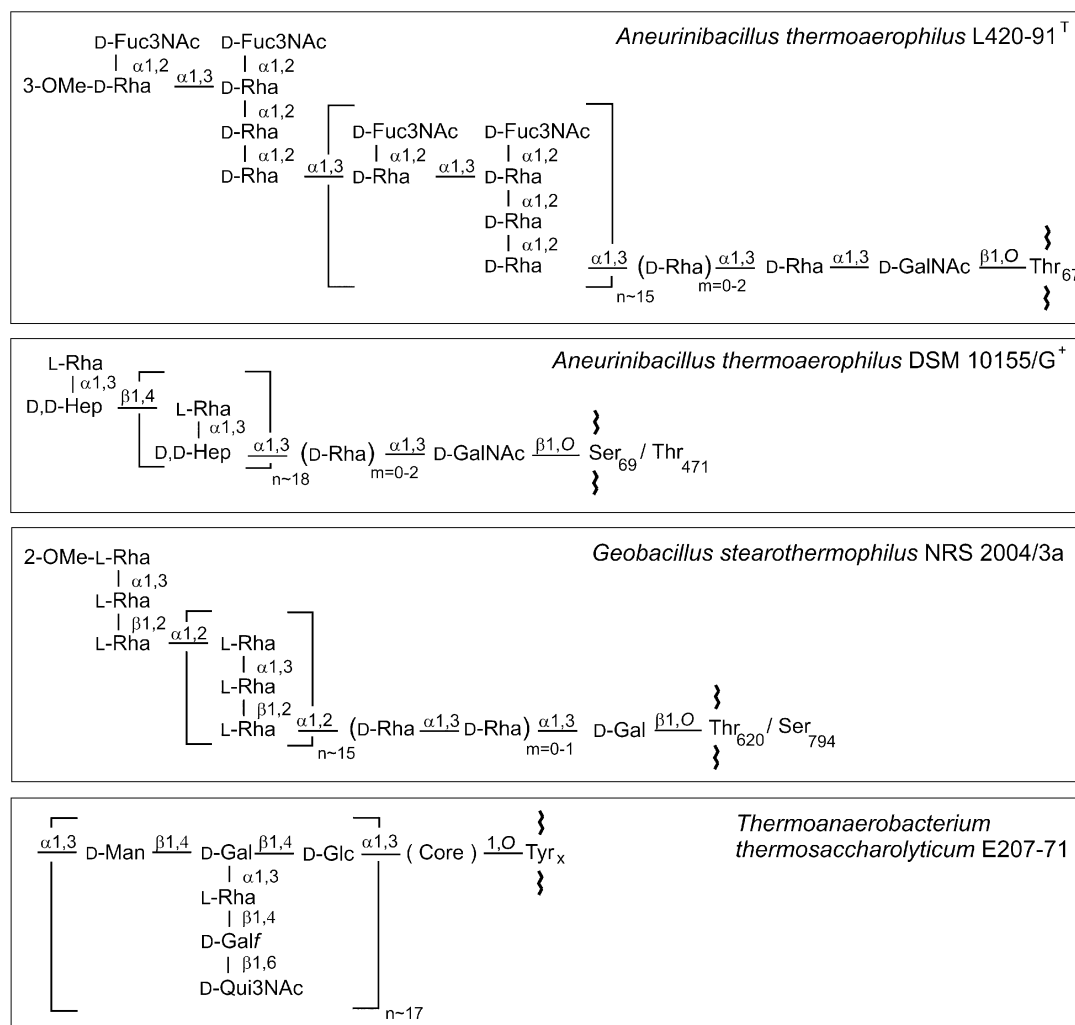 Aneurinibacillus thermoaerophilus L420-91ᵀ
D-Fuc3NAc D-Fuc3NAc
α1,2 α1,2
3-OMe-D-Rha α1,3 D-Rha
α1,2
D-Rha D-Fuc3NAc D-Fuc3NAc
α1,2 α1,2 α1,2
D-Rha α1,3 D-Rha α1,3 D-Rha
α1,2
D-Rha
α1,2
D-Rha α1,3 (D-Rha) α1,3 D-Rha α1,3 D-GalNAc β1,O Thr67
n~15 m=0-2
Aneurinibacillus thermoaerophilus DSM 10155/G⁺
L-Rha
α1,3
D,D-Hep β1,4 L-Rha
α1,3
D,D-Hep α1,3 (D-Rha) α1,3 D-GalNAc β1,O Ser69/ Thr471
n~18 m=0-2
Geobacillus stearothermophilus NRS 2004/3a
2-OMe-L-Rha
α1,3
L-Rha
β1,2
L-Rha α1,2 L-Rha
α1,3
L-Rha
β1,2
L-Rha α1,2 (D-Rha α1,3 D-Rha) α1,3 D-Gal β1,O Thr620/ Ser794
n~15 m=0-1
Thermoanaerobacterium
thermosaccharolyticum E207-71
α1,3 D-Man β1,4 D-Gal β1,4 D-Glc α1,3 ( Core ) 1,O Tyrx
α1,3
L-Rha
β1,4
D-Galf
β1,6
D-Qui3NAc
n~17